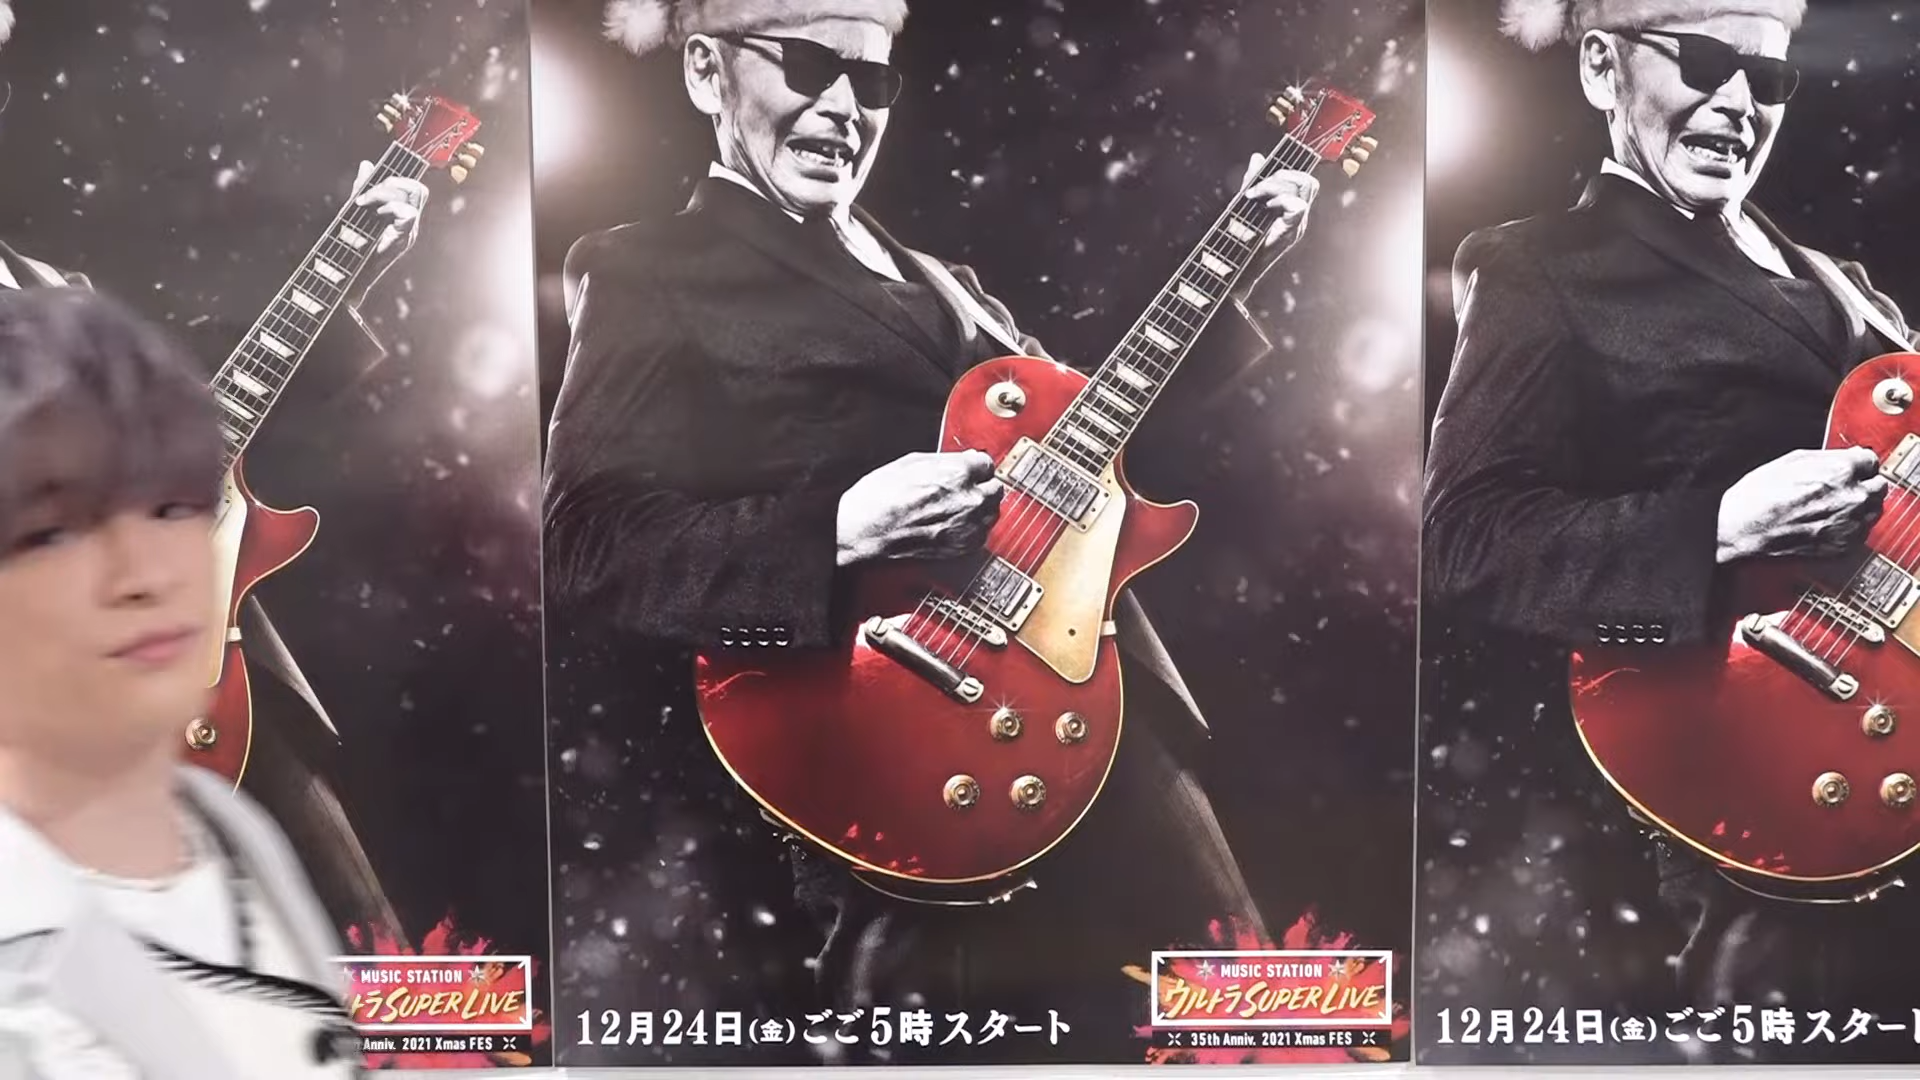 MUSIC STATION
トラSUPER LIVE
Anniv. 2021 Xmas FES
12月24日(金)ごご5時スタート
MUSIC STATION
ウルトラSUPER LIVE
35th Anniv. 2021 Xmas FES
12月24日(金)ごご5時スター